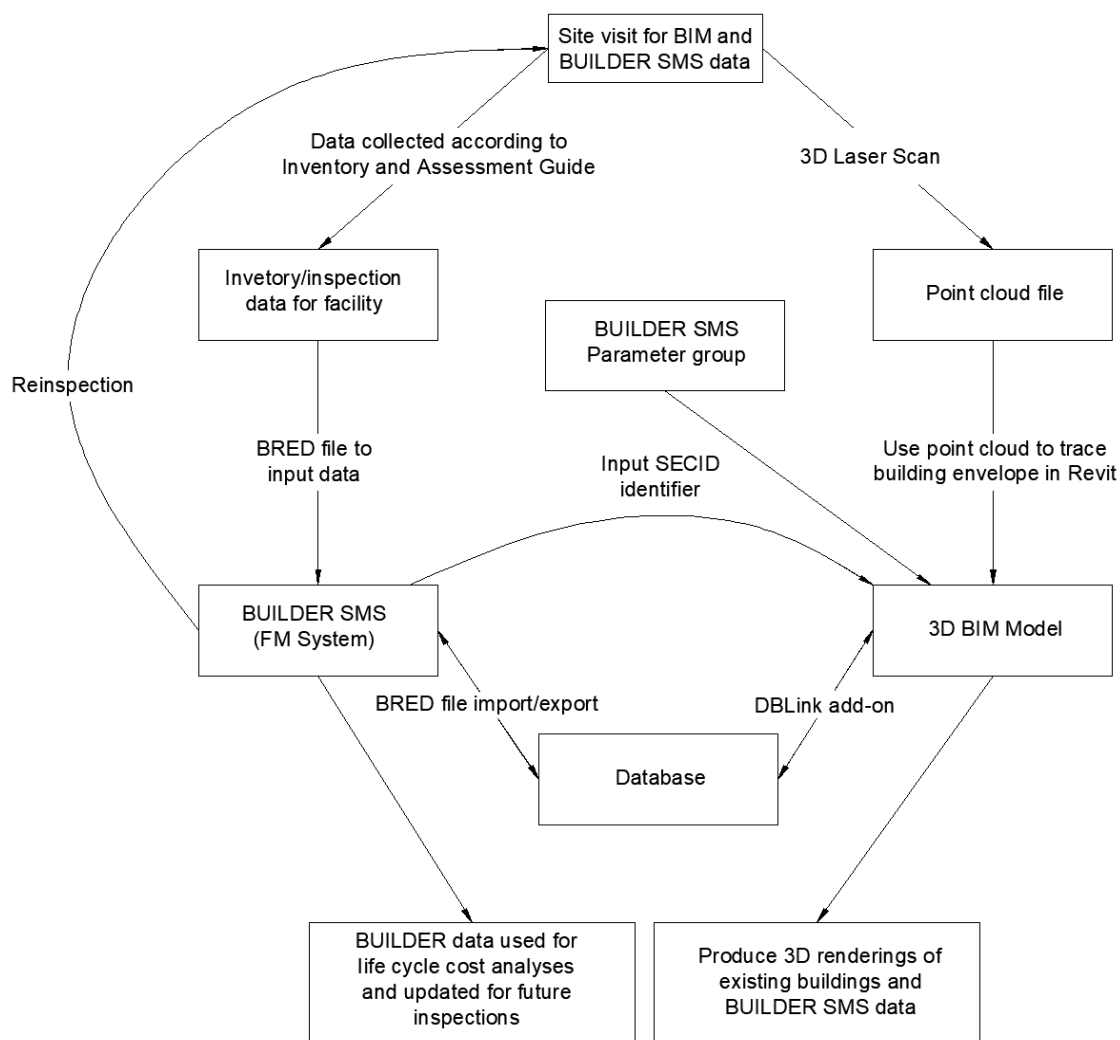 Site visit for BIM and
BUILDER SMS data
Data collected according to
Inventory and Assessment Guide
3D Laser Scan
Invetory/inspection
data for facility
BUILDER SMS
Parameter group
Point cloud file
Reinspection
BRED file to
input data
Input SECID
identifier
Use point cloud to trace
building envelope in Revit
BUILDER SMS
(FM System)
3D BIM Model
BRED file import/export
DBLink add-on
Database
BUILDER data used for
life cycle cost analyses
and updated for future
inspections
Produce 3D renderings of
existing buildings and
BUILDER SMS data